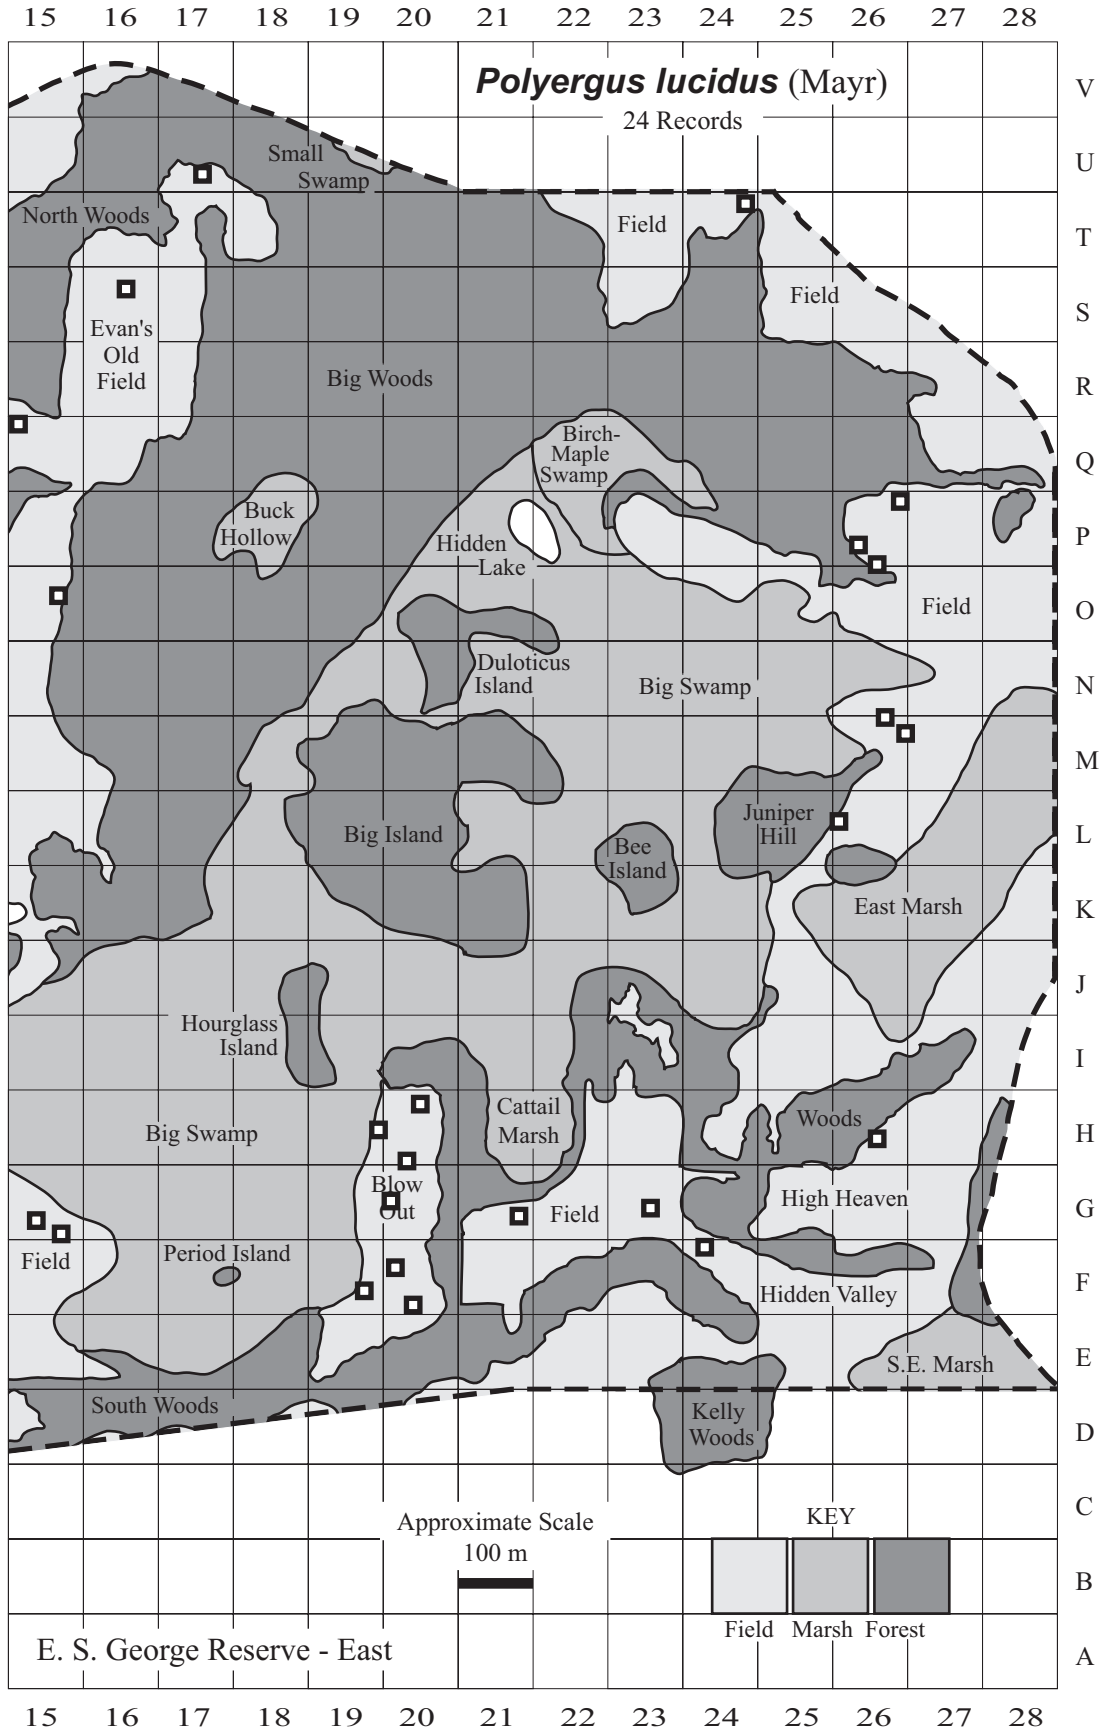 15 16 17 18 19 20 21 22 23 24 25 26 27 28
Polyergus lucidus (Mayr)
V
24 Records
Small
Swamp
U
North Woods
Field
T
Field
S
Evan's
Old
Field
Big Woods
R
Birch-
Maple
Swamp
Q
Buck
Hollow
Hidden
Lake
P
Field
O
Duloticus
Island
Big Swamp
N
M
Big Island
Juniper
Hill
L
Bee
Island
East Marsh
K
J
Hourglass
Island
I
Cattail
Marsh
Woods
Big Swamp
H
Blow
Out
Field
High Heaven
G
Field
Period Island
Hidden Valley
F
S.E. Marsh
E
South Woods
Kelly
Woods
D
C
Approximate Scale
100 m
KEY
B
Field Marsh Forest
E. S. George Reserve - East
A
15 16 17 18 19 20 21 22 23 24 25 26 27 28